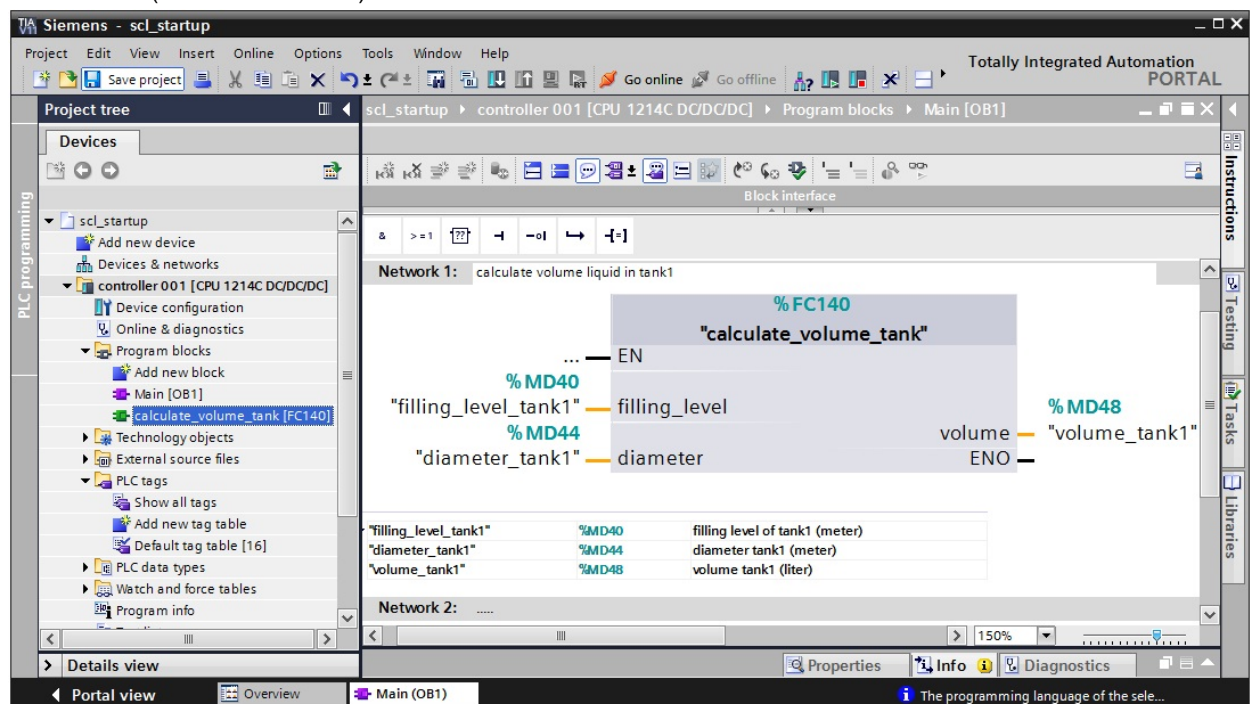 Siemens - scl_startup
Project Edit View Insert Online Options Tools Window Help
Totally Integrated Automation
PORTAL
Save project Go online Go offline
Project tree
scl_startup ▸ controller 001 [CPU 1214C DC/DC/DC] ▸ Program blocks ▸ Main [OB1]
Devices
Block interface
PLC programming
scl_startup
Add new device
Devices & networks
controller 001 [CPU 1214C DC/DC/DC]
Device configuration
Online & diagnostics
Program blocks
Add new block
Main [OB1]
calculate_volume_tank [FC140]
Technology objects
External source files
PLC tags
Show all tags
Add new tag table
Default tag table [16]
PLC data types
Watch and force tables
Program info
Details view
& >=1 ??
Network 1: calculate volume liquid in tank1
%FC140
"calculate_volume_tank"
... EN
%MD40
"filling_level_tank1" filling_level
%MD44
"diameter_tank1" diameter
%MD48
volume "volume_tank1"
ENO
"filling_level_tank1" %MD40 filling level of tank1 (meter)
"diameter_tank1" %MD44 diameter tank1 (meter)
"volume_tank1" %MD48 volume tank1 (liter)
Network 2: .....
150%
Properties Info Diagnostics
Instructions
Testing
Tasks
Libraries
Portal view Overview Main (OB1) The programming language of the sele...